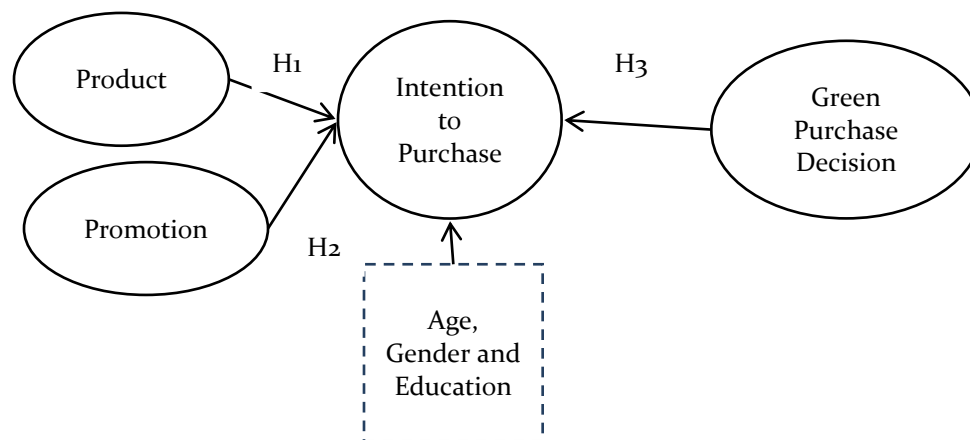 Product
H1
Intention
to
Purchase
H3
Green
Purchase
Decision
Promotion
H2
Age,
Gender and
Education